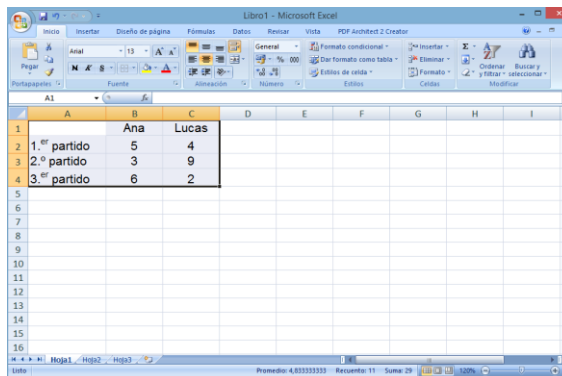 Libro1 - Microsoft Excel
Inicio Insertar Diseño de página Fórmulas Datos Revisar Vista PDF Architect 2 Creator
Pegar
Arial 13 A A
N K S A
General
% 000
Formato condicional
Dar formato como tabla
Estilos de celda
Insertar
Eliminar
Formato
Σ
Ordenar y filtrar
Buscar y seleccionar
Portapapeles Fuente Alineación Número Estilos Celdas Modificar
A1 fx
A B C D E F G H I
1 Ana Lucas
2 1.er partido 5 4
3 2.º partido 3 9
4 3.er partido 6 2
5
6
7
8
9
10
11
12
13
14
15
16
Hoja1 Hoja2 Hoja3
Listo Promedio: 4,833333333 Recuento: 11 Suma: 29 120%